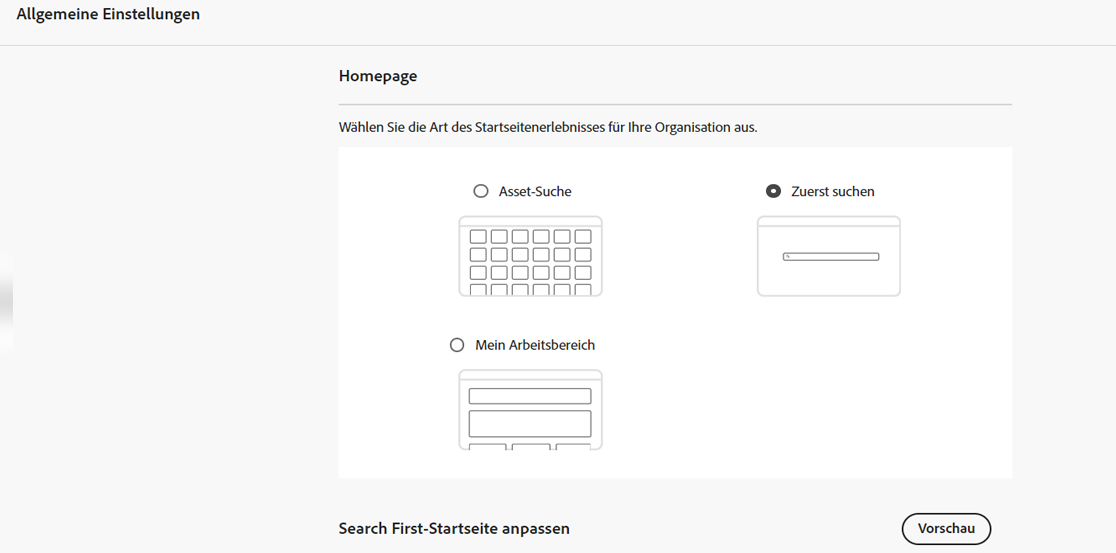 Allgemeine Einstellungen
Homepage
Wählen Sie die Art des Startseitenerlebnisses für Ihre Organisation aus.
Asset-Suche
Zuerst suchen
Mein Arbeitsbereich
Search First-Startseite anpassen
Vorschau